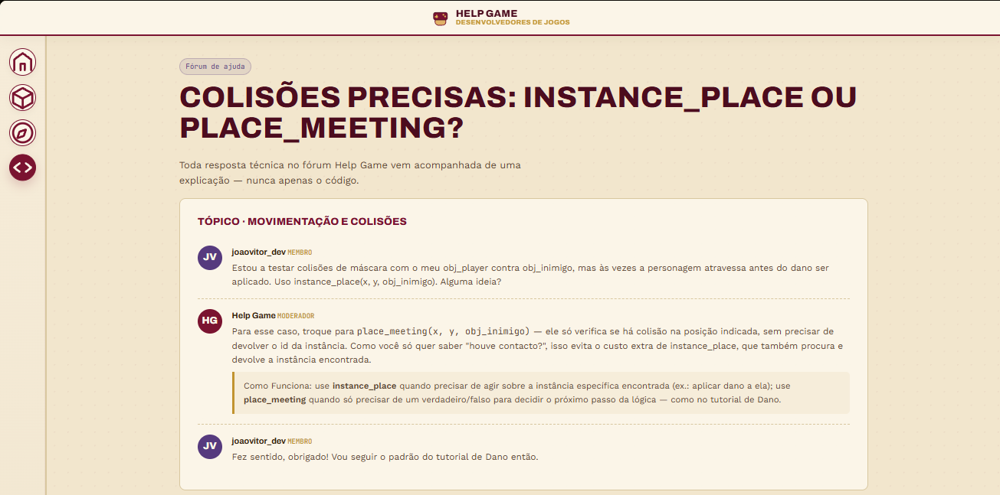 HELP GAME
DESENVOLVEDORES DE JOGOS
Fórum de ajuda
COLISÕES PRECISAS: INSTANCE_PLACE OU
PLACE_MEETING?
Toda resposta técnica no fórum Help Game vem acompanhada de uma
explicação — nunca apenas o código.
TÓPICO · MOVIMENTAÇÃO E COLISÕES
JV
joaovitor_dev MEMBRO
Estou a testar colisões de máscara com o meu obj_player contra obj_inimigo, mas às vezes a personagem atravessa antes do dano ser
aplicado. Uso instance_place(x, y, obj_inimigo). Alguma ideia?
HG
Help Game MODERADOR
Para esse caso, troque para place_meeting(x, y, obj_inimigo) — ele só verifica se há colisão na posição indicada, sem precisar de
devolver o id da instância. Como você só quer saber "houve contacto?", isso evita o custo extra de instance_place, que também procura e
devolve a instância encontrada.
Como Funciona: use instance_place quando precisar de agir sobre a instância específica encontrada (ex.: aplicar dano a ela); use
place_meeting quando só precisar de um verdadeiro/falso para decidir o próximo passo da lógica — como no tutorial de Dano.
JV
joaovitor_dev MEMBRO
Fez sentido, obrigado! Vou seguir o padrão do tutorial de Dano então.